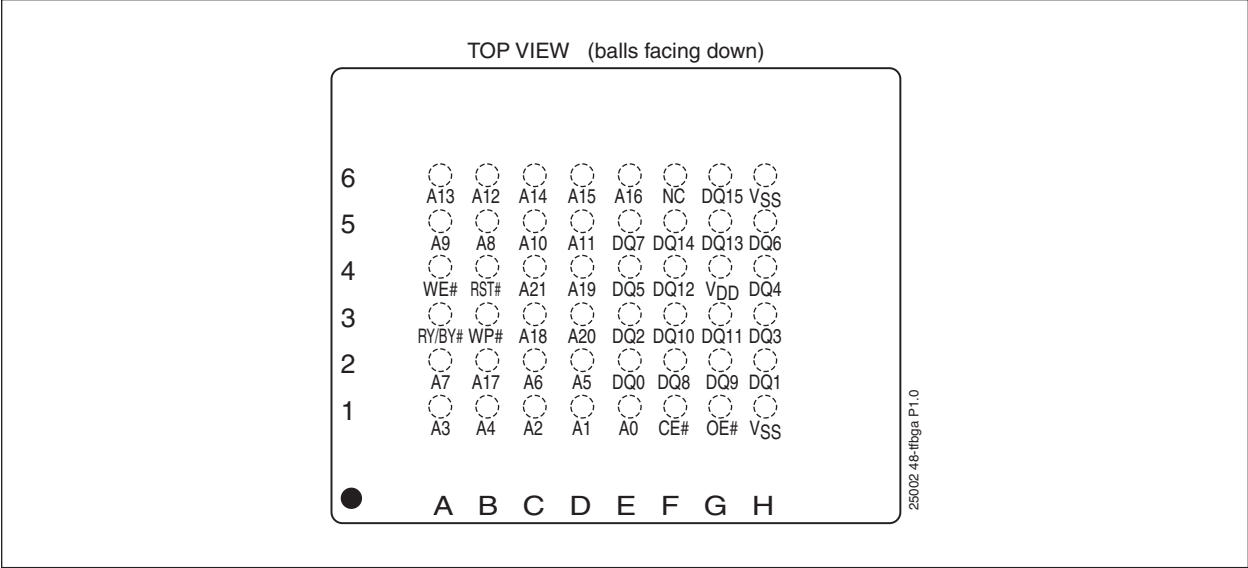 TOP VIEW (balls facing down)
6
A13 A12 A14 A15 A16 NC DQ15 VSS
5
A9 A8 A10 A11 DQ7 DQ14 DQ13 DQ6
4
WE# RST# A21 A19 DQ5 DQ12 VDD DQ4
3
RY/BY# WP# A18 A20 DQ2 DQ10 DQ11 DQ3
2
A7 A17 A6 A5 DQ0 DQ8 DQ9 DQ1
1
A3 A4 A2 A1 A0 CE# OE# VSS
A B C D E F G H
25002 48-tfbga P1.0